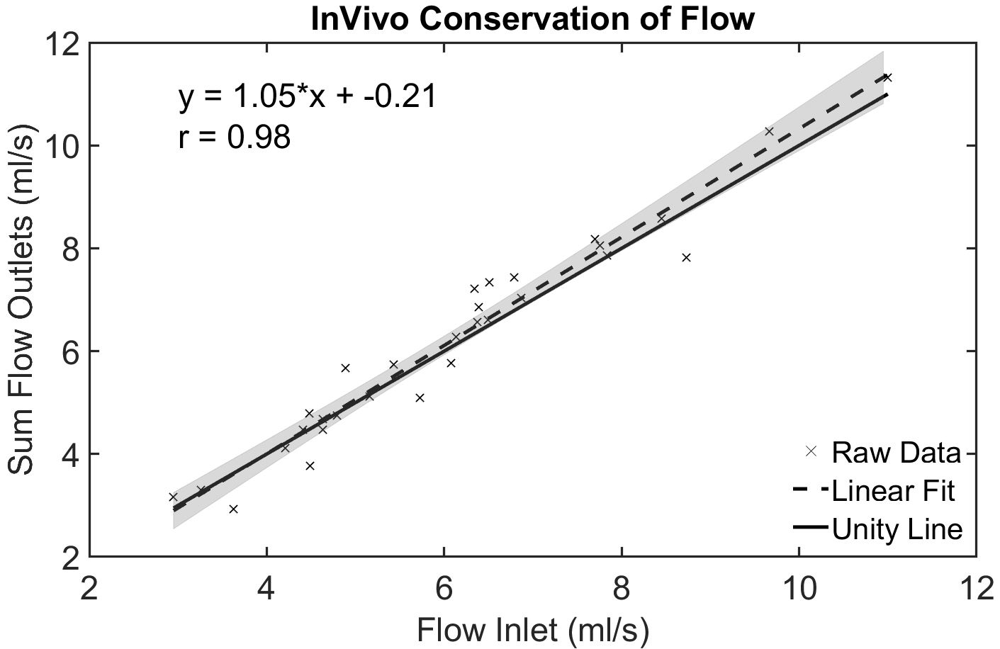 InVivo Conservation of Flow
12
10
8
6
4
2
Sum Flow Outlets (ml/s)
y = 1.05*x + -0.21
r = 0.98
Raw Data
Linear Fit
Unity Line
2 4 6 8 10 12
Flow Inlet (ml/s)